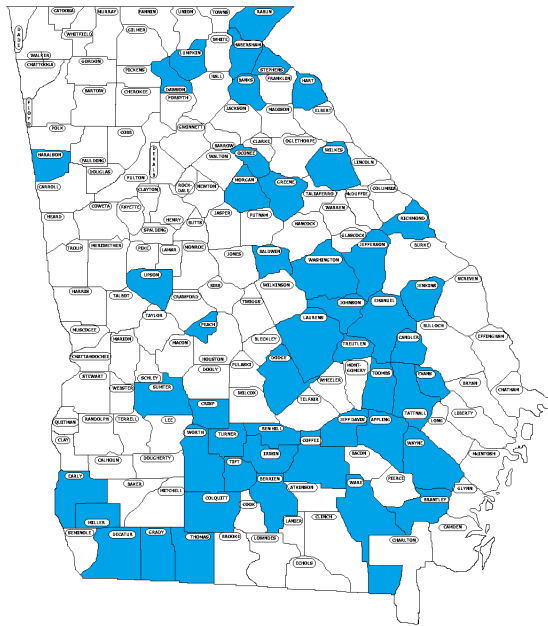 CATOOSA
MURRAY
FANNIN
UNION
TOWNS
RABUN
DADE
WHITFIELD
GILMER
WHITE
HABERSHAM
WALKER
CHATTOOGA
GORDON
PICKENS
LUMPKIN
DAWSON
HALL
BANKS
STEPHENS
FRANKLIN
HART
FLOYD
BARTOW
CHEROKEE
FORSYTH
JACKSON
MADISON
ELBERT
POLK
COBB
GWINNETT
BARROW
CLARKE
OGLETHORPE
HARALSON
PAULDING
DOUGLAS
FULTON
DEKALB
WALTON
OCONEE
WILKES
LINCOLN
CARROLL
CLAYTON
ROCK-
DALE
NEWTON
MORGAN
GREENE
TALIAFERRO
McDUFFIE
COLUMBIA
HEARD
COWETA
FAYETTE
HENRY
SPALDING
BUTTS
JASPER
PUTNAM
HANCOCK
WARREN
GLASCOCK
RICHMOND
TROUP
MERIWETHER
PIKE
LAMAR
MONROE
JONES
BALDWIN
WASHINGTON
JEFFERSON
BURKE
HARRIS
TALBOT
UPSON
CRAWFORD
BIBB
TWIGGS
WILKINSON
JOHNSON
EMANUEL
JENKINS
SCREVEN
MUSCOGEE
TAYLOR
PEACH
LAURENS
BULLOCH
EFFINGHAM
CHATTAHOOCHEE
MARION
MACON
HOUSTON
BLECKLEY
TREUTLEN
CANDLER
STEWART
WEBSTER
SCHLEY
SUMTER
DOOLY
PULASKI
DODGE
WHEELER
MONT-
GOMERY
TOOMBS
EVANS
BRYAN
CHATHAM
QUITMAN
RANDOLPH
TERRELL
LEE
CRISP
WILCOX
TELFAIR
JEFF DAVIS
APPLING
TATTNALL
LONG
LIBERTY
CLAY
CALHOUN
DOUGHERTY
WORTH
TURNER
BEN HILL
IRWIN
COFFEE
BACON
WAYNE
McINTOSH
EARLY
BAKER
MITCHELL
TIFT
BERRIEN
ATKINSON
WARE
PIERCE
BRANTLEY
GLYNN
MILLER
COLQUITT
COOK
LANIER
CLINCH
CHARLTON
CAMDEN
SEMINOLE
DECATUR
GRADY
THOMAS
BROOKS
LOWNDES
ECHOLS